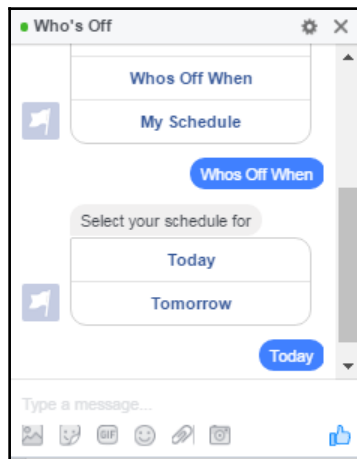 Who's Off
Whos Off When
My Schedule
Whos Off When
Select your schedule for
Today
Tomorrow
Today
Type a message...
GIF